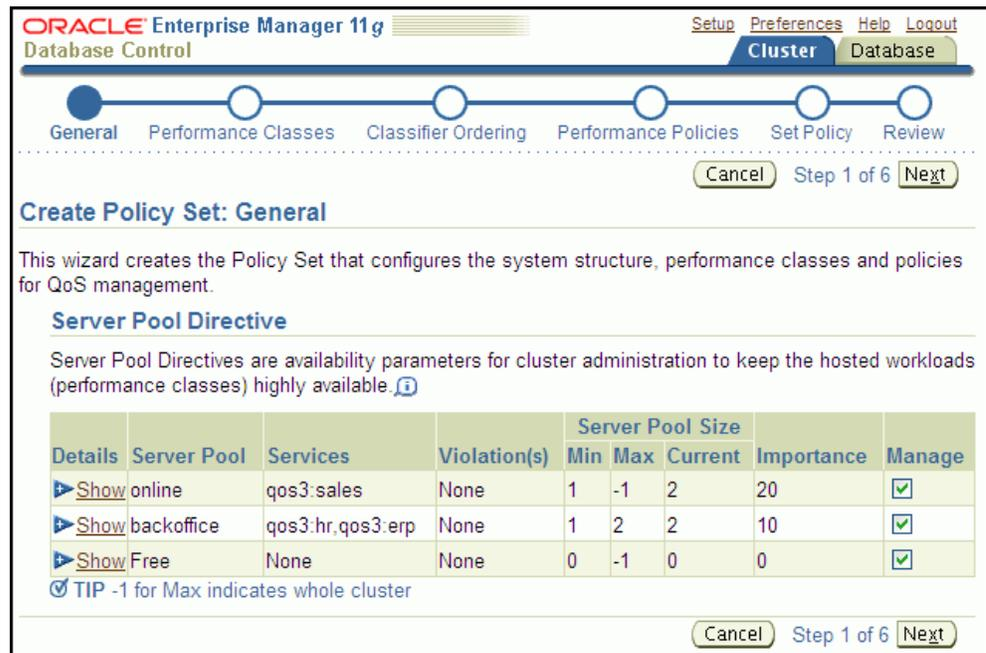 ORACLE Enterprise Manager 11g
Database Control
Setup Preferences Help Logout
Cluster Database
General Performance Classes Classifier Ordering Performance Policies Set Policy Review
Cancel Step 1 of 6 Next
Create Policy Set: General
This wizard creates the Policy Set that configures the system structure, performance classes and policies
for QoS management.
Server Pool Directive
Server Pool Directives are availability parameters for cluster administration to keep the hosted workloads
(performance classes) highly available.
Server Pool Size
Details Server Pool Services Violation(s) Min Max Current Importance Manage
Show online qos3:sales None 1 -1 2 20
Show backoffice qos3:hr,qos3:erp None 1 2 2 10
Show Free None None 0 -1 0 0
TIP -1 for Max indicates whole cluster
Cancel Step 1 of 6 Next